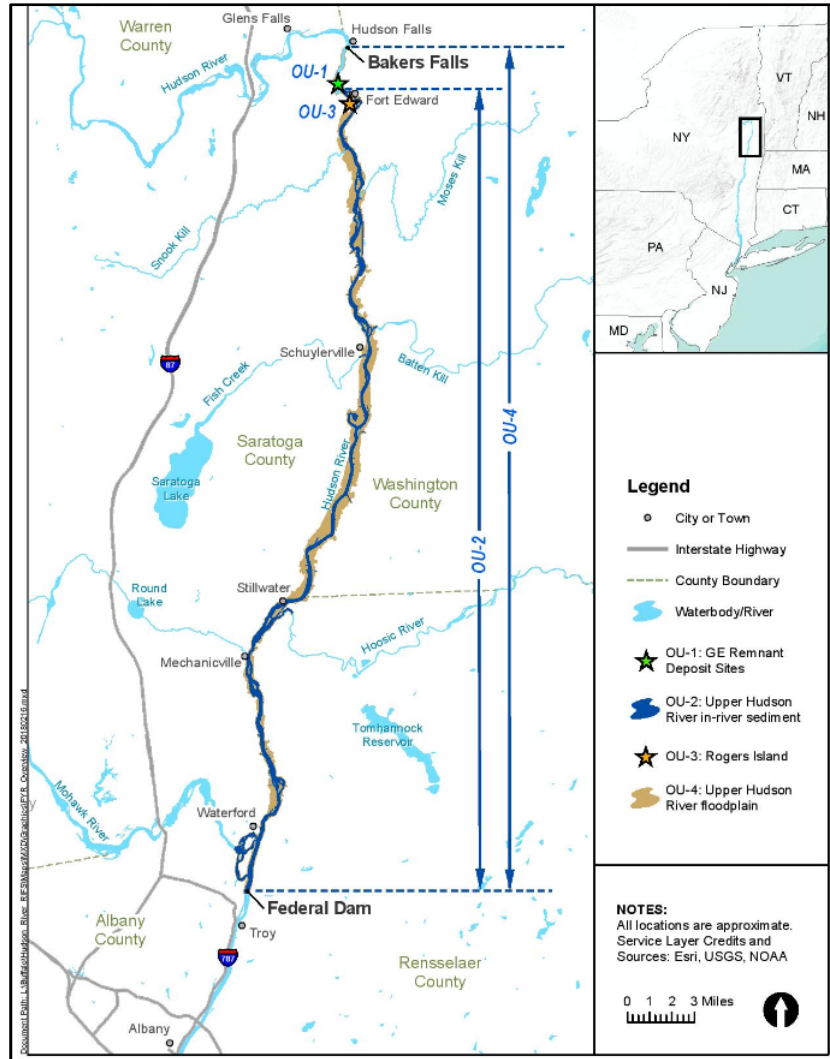 Warren
County
Glens Falls
Hudson Falls
Hudson River
Bakers Falls
OU-1
Fort Edward
OU-3
Moses Kill
Snook Kill
Schuylerville
87
Batten Kill
Fish Creek
OU-4
Saratoga
County
Saratoga
Lake
Hudson River
Washington
County
OU-2
Stillwater
Round
Lake
Hoosic River
Mechanicville
Tomhannock
Reservoir
Mohawk River
Waterford
Federal Dam
Albany
County
Troy
787
Rensselaer
County
Albany
VT
NH
NY
MA
CT
PA
NJ
MD
Legend
City or Town
Interstate Highway
County Boundary
Waterbody/River
OU-1: GE Remnant
Deposit Sites
OU-2: Upper Hudson
River in-river sediment
OU-3: Rogers Island
OU-4: Upper Hudson
River floodplain
NOTES:
All locations are approximate.
Service Layer Credits and
Sources: Esri, USGS, NOAA
0 1 2 3 Miles